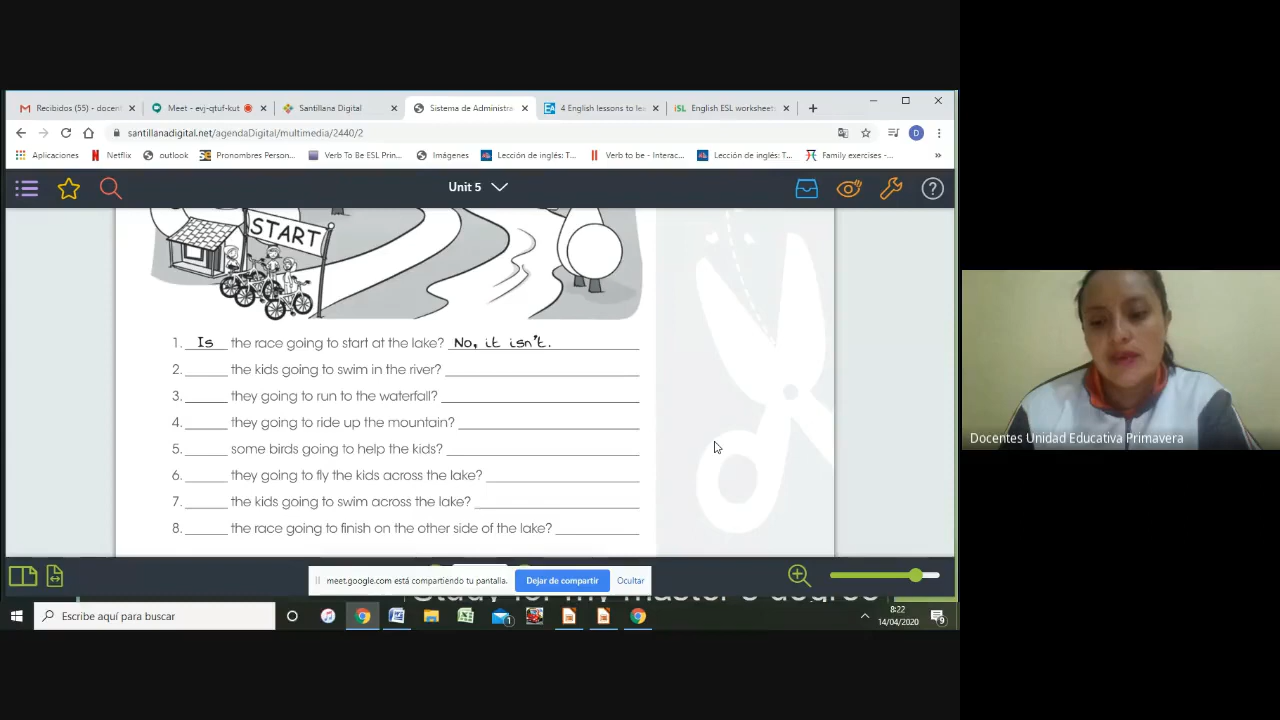 Recibidos (55) - docent
Meet - evj-qtuf-kut
Santillana Digital
Sistema de Administra
4 English lessons to lea
English ESL worksheets
santillanadigital.net/agendaDigital/multimedia/2440/2
Aplicaciones
Netflix
outlook
Pronombres Person...
Verb To Be ESL Prin...
Imágenes
Lección de inglés: T...
Verb to be - Interac...
Lección de inglés: T...
Family exercises -...
Unit 5
START
1. Is the race going to start at the lake? No, it isn't.
2. ______ the kids going to swim in the river? ______
3. ______ they going to run to the waterfall? ______
4. ______ they going to ride up the mountain? ______
5. ______ some birds going to help the kids? ______
6. ______ they going to fly the kids across the lake? ______
7. ______ the kids going to swim across the lake? ______
8. ______ the race going to finish on the other side of the lake? ______
Docentes Unidad Educativa Primavera
meet.google.com está compartiendo tu pantalla.
Dejar de compartir
Ocultar
Study for my master's degree
Escribe aquí para buscar
8:22
14/04/2020